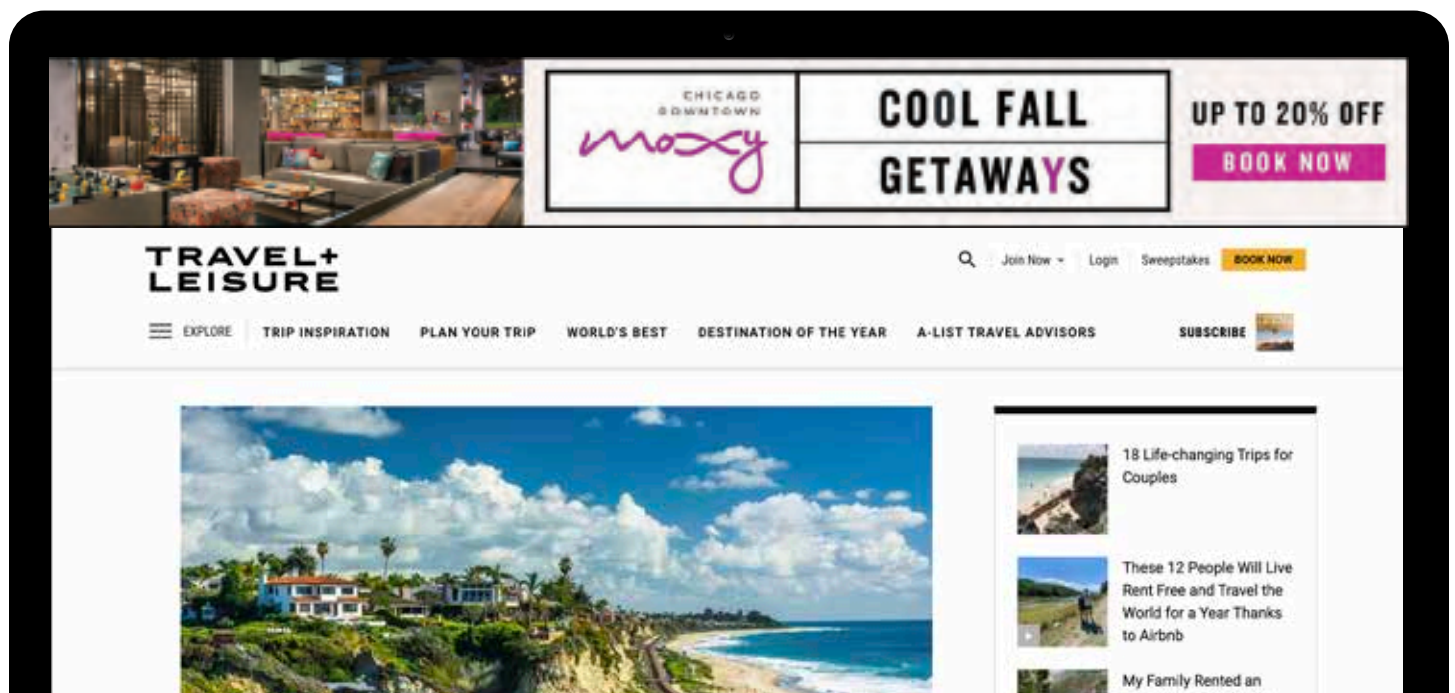 CHICAGO
DOWNTOWN
moxy
COOL FALL
GETAWAYS
UP TO 20% OFF
BOOK NOW
TRAVEL+
LEISURE
Join Now
Login
Sweepstakes
BOOK NOW
EXPLORE
TRIP INSPIRATION
PLAN YOUR TRIP
WORLD'S BEST
DESTINATION OF THE YEAR
A-LIST TRAVEL ADVISORS
SUBSCRIBE
18 Life-changing Trips for
Couples
These 12 People Will Live
Rent Free and Travel the
World for a Year Thanks
to Airbnb
My Family Rented an